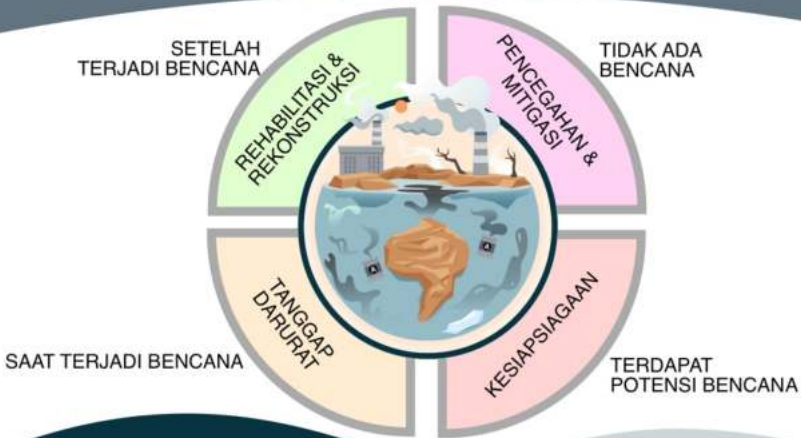 SETELAH
TERJADI BENCANA
REHABILITASI &
REKONSTRUKSI
PENCEGAHAN &
MITIGASI
TIDAK ADA
BENCANA
SAAT TERJADI BENCANA
TANGGAP
DARURAT
KESIAPSIAGAAN
TERDAPAT
POTENSI BENCANA